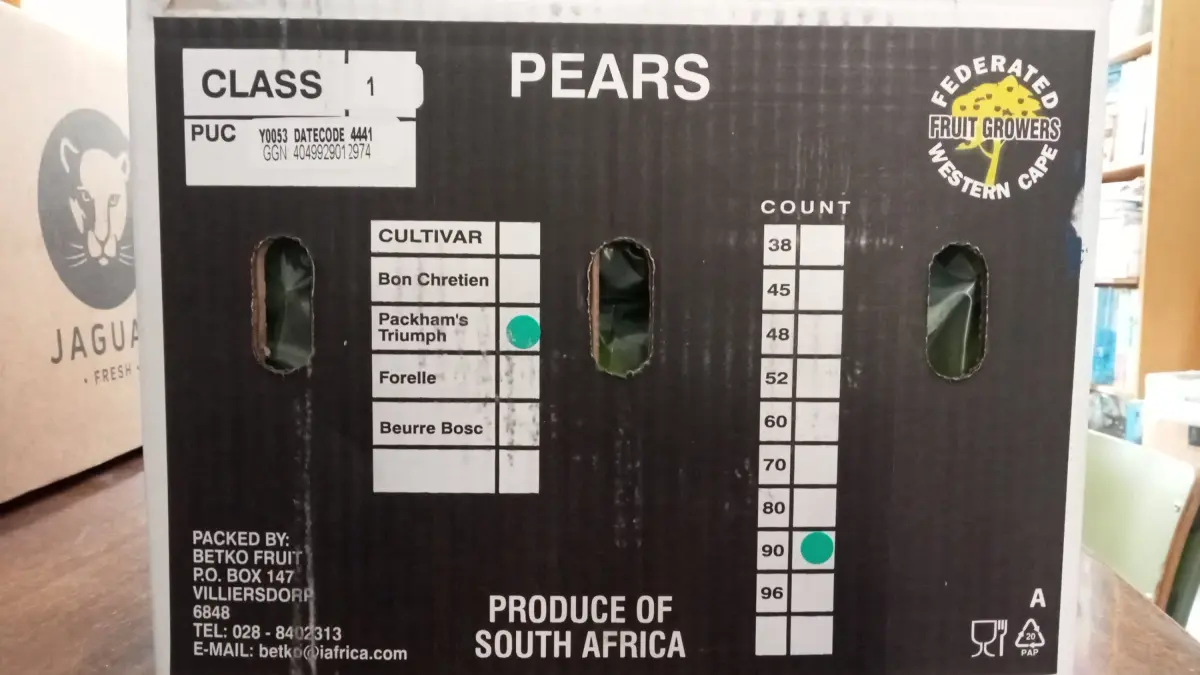 CLASS 1
PUC Y0053 DATECODE 4441
GGN 4049929012974
PEARS
FEDERATED
FRUIT GROWERS
WESTERN CAPE
JAGUA
• FRESH •
CULTIVAR
Bon Chretien
Packham's
Triumph
Forelle
Beurre Bosc
COUNT
38
45
48
52
60
70
80
90
96
PACKED BY:
BETKO FRUIT
P.O. BOX 147
VILLIERSDORP
6848
TEL: 028 - 8402313
E-MAIL: betko@iafrica.com
PRODUCE OF
SOUTH AFRICA
A
20
PAP